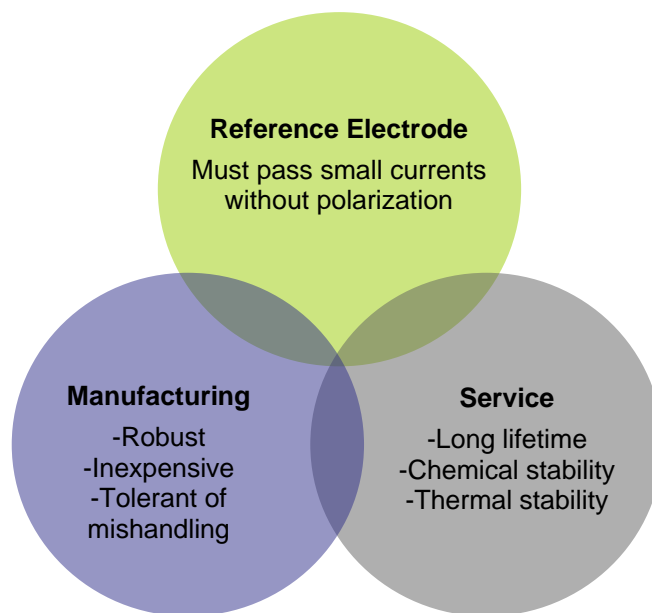 Reference Electrode
Must pass small currents
without polarization
Manufacturing
-Robust
-Inexpensive
-Tolerant of
mishandling
Service
-Long lifetime
-Chemical stability
-Thermal stability